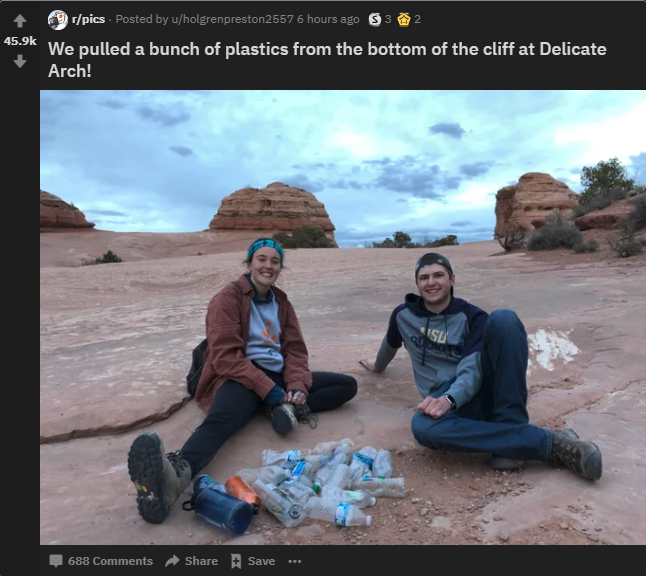 r/pics · Posted by u/holgrenpreston2557 6 hours ago 3 2
45.9k
We pulled a bunch of plastics from the bottom of the cliff at Delicate
Arch!
USU
688 Comments Share Save